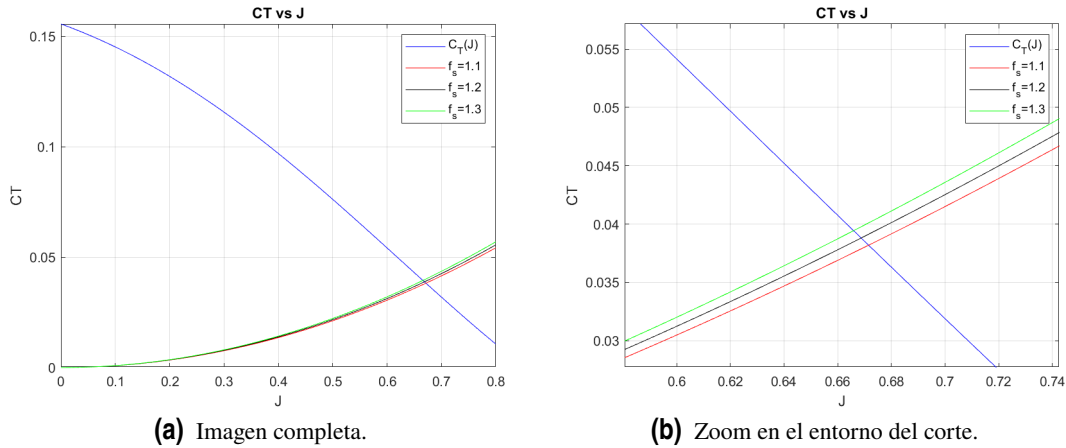 CT vs J
0.15
0.1
0.05
0
CT
0 0.1 0.2 0.3 0.4 0.5 0.6 0.7 0.8
J
C_T(J)
f_s=1.1
f_s=1.2
f_s=1.3
(a) Imagen completa.
CT vs J
0.055
0.05
0.045
0.04
0.035
0.03
CT
0.6 0.62 0.64 0.66 0.68 0.7 0.72 0.74
J
C_T(J)
f_s=1.1
f_s=1.2
f_s=1.3
(b) Zoom en el entorno del corte.